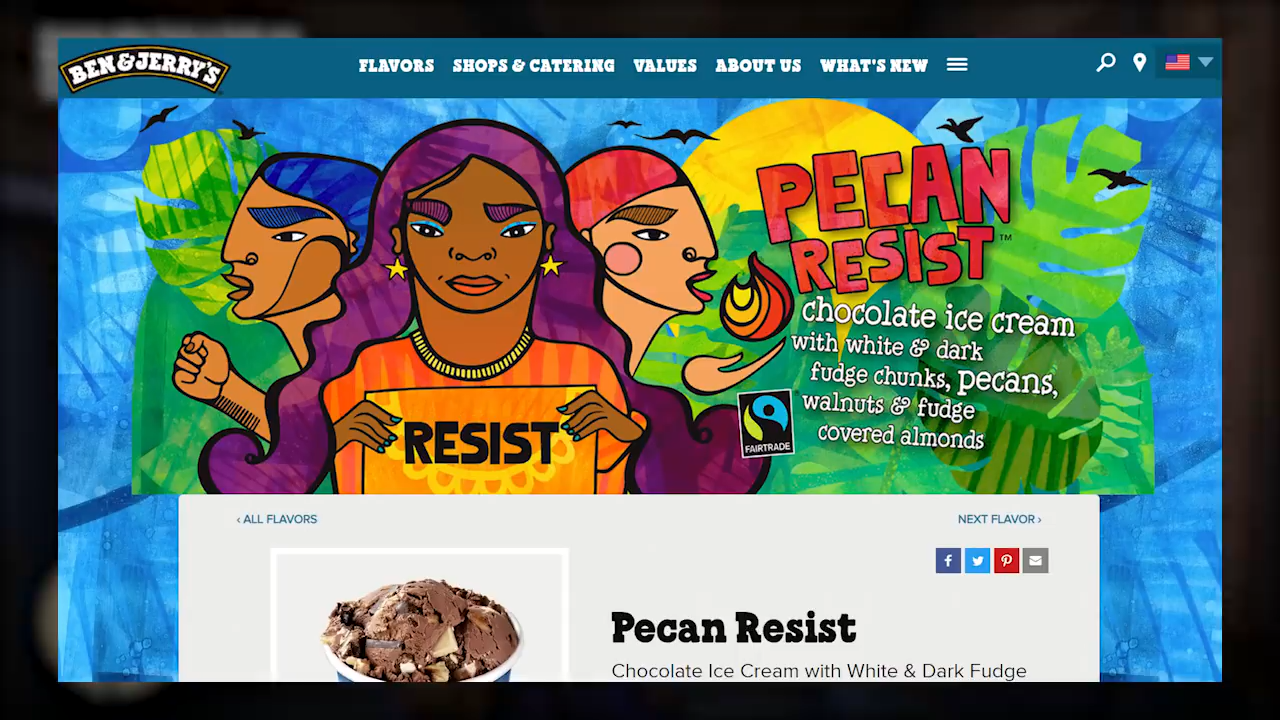 BEN & JERRY'S
FLAVORS SHOPS & CATERING VALUES ABOUT US WHAT'S NEW
PECAN
RESIST™
chocolate ice cream
with white & dark
fudge chunks, pecans,
walnuts & fudge
covered almonds
FAIRTRADE
RESIST
‹ ALL FLAVORS
NEXT FLAVOR ›
Pecan Resist
Chocolate Ice Cream with White & Dark Fudge